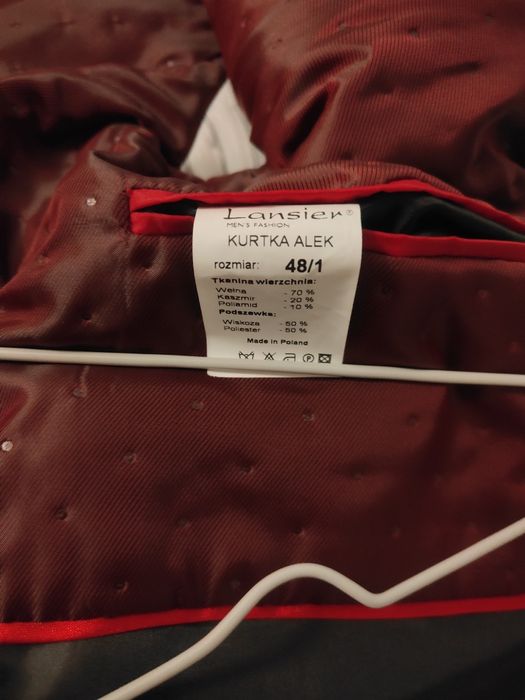 Lansier®
MEN'S FASHION
KURTKA ALEK
rozmiar: 48/1
Tkanina wierzchnia:
Wełna - 70 %
Kaszmir - 20 %
Poliamid - 10 %
Podszewka:
Wiskoza - 50 %
Poliester - 50 %
Made in Poland